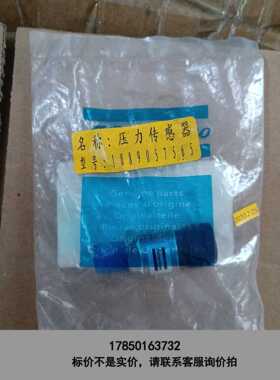 名称：压力传感器
型号：1089057565
Genuine parts
Pièces d'origine
Originalteile
17850163732
标价不是实价，请联系客服询价拍